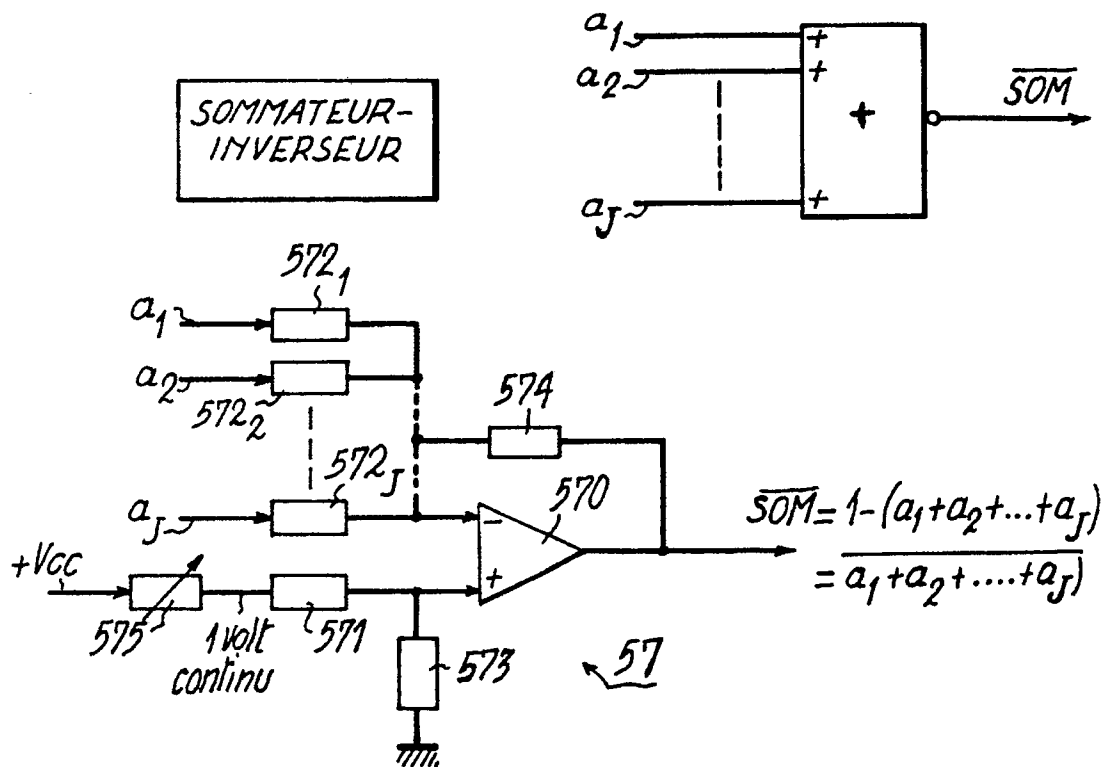 a1
a2
aJ
+
+
+
+
SOM
SOMMATEUR-
INVERSEUR
a1
5721
a2
5722
aJ
572J
574
570
−
+
SOM = 1-(a1+a2+...+aJ)
= a1+a2+....+aJ)
+Vcc
575
1 volt
continu
571
573
57